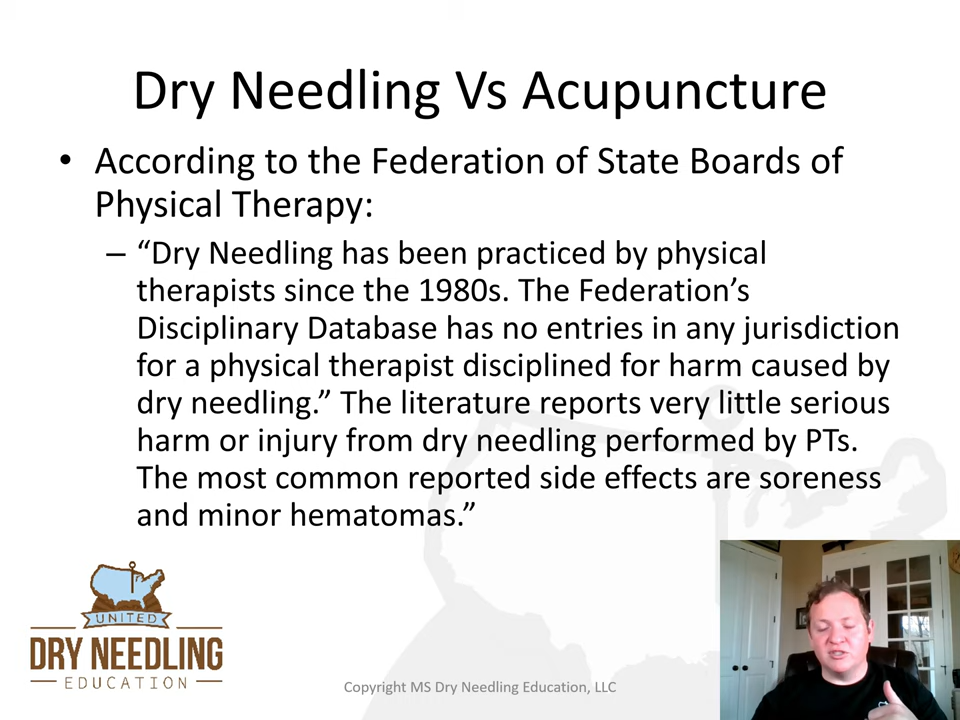 Dry Needling Vs Acupuncture
• According to the Federation of State Boards of
Physical Therapy:
– “Dry Needling has been practiced by physical
therapists since the 1980s. The Federation’s
Disciplinary Database has no entries in any jurisdiction
for a physical therapist disciplined for harm caused by
dry needling.” The literature reports very little serious
harm or injury from dry needling performed by PTs.
The most common reported side effects are soreness
and minor hematomas.”
UNITED
DRY NEEDLING
EDUCATION
Copyright MS Dry Needling Education, LLC